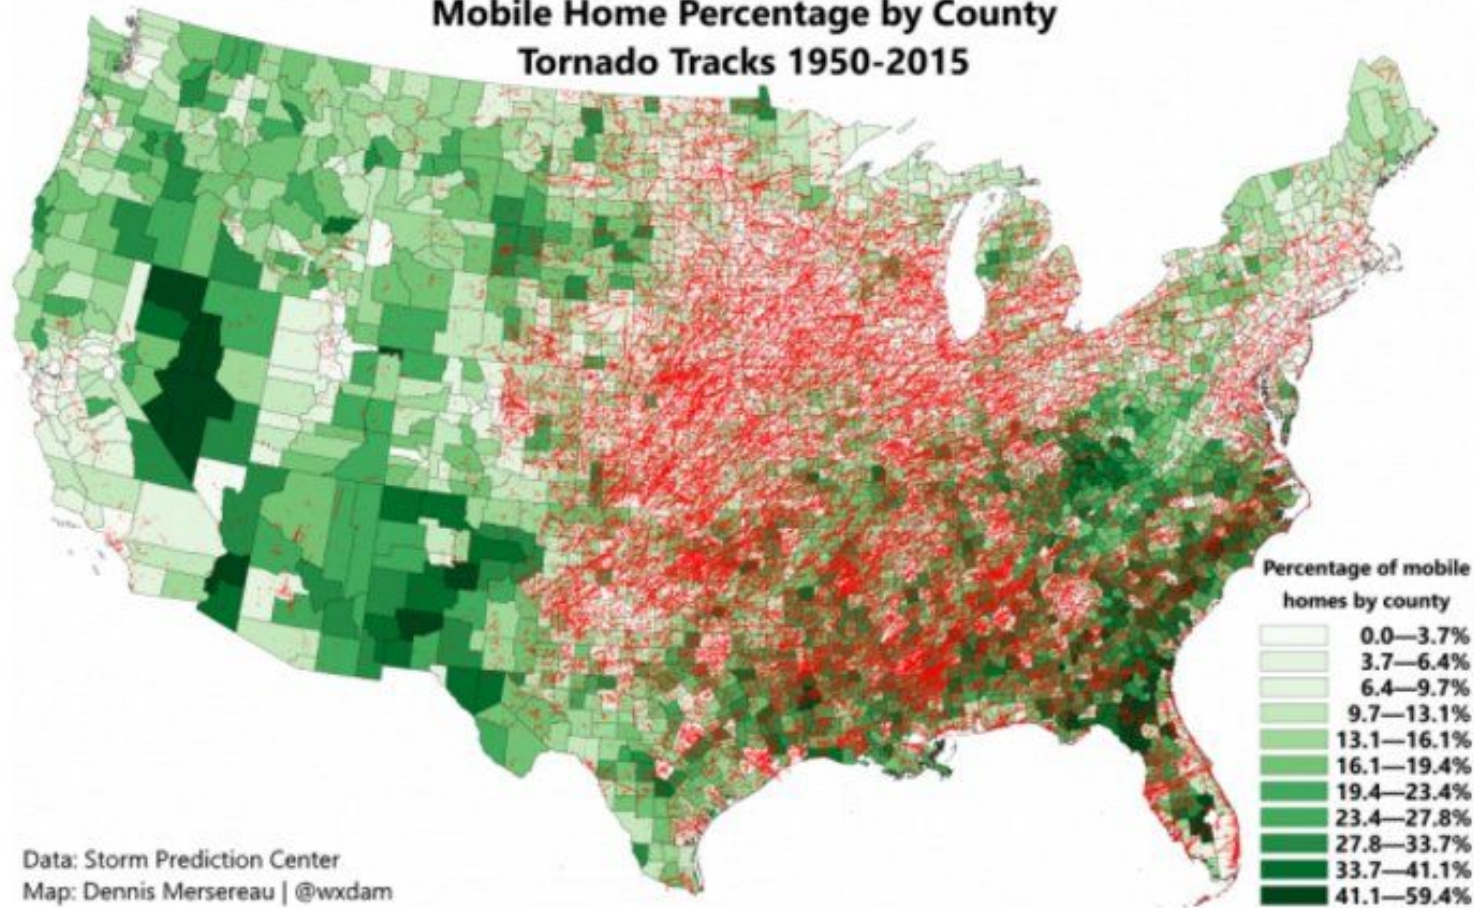 Mobile Home Percentage by County
Tornado Tracks 1950-2015
Percentage of mobile
homes by county
0.0—3.7%
3.7—6.4%
6.4—9.7%
9.7—13.1%
13.1—16.1%
16.1—19.4%
19.4—23.4%
23.4—27.8%
27.8—33.7%
33.7—41.1%
41.1—59.4%
Data: Storm Prediction Center
Map: Dennis Mersereau | @wxdam